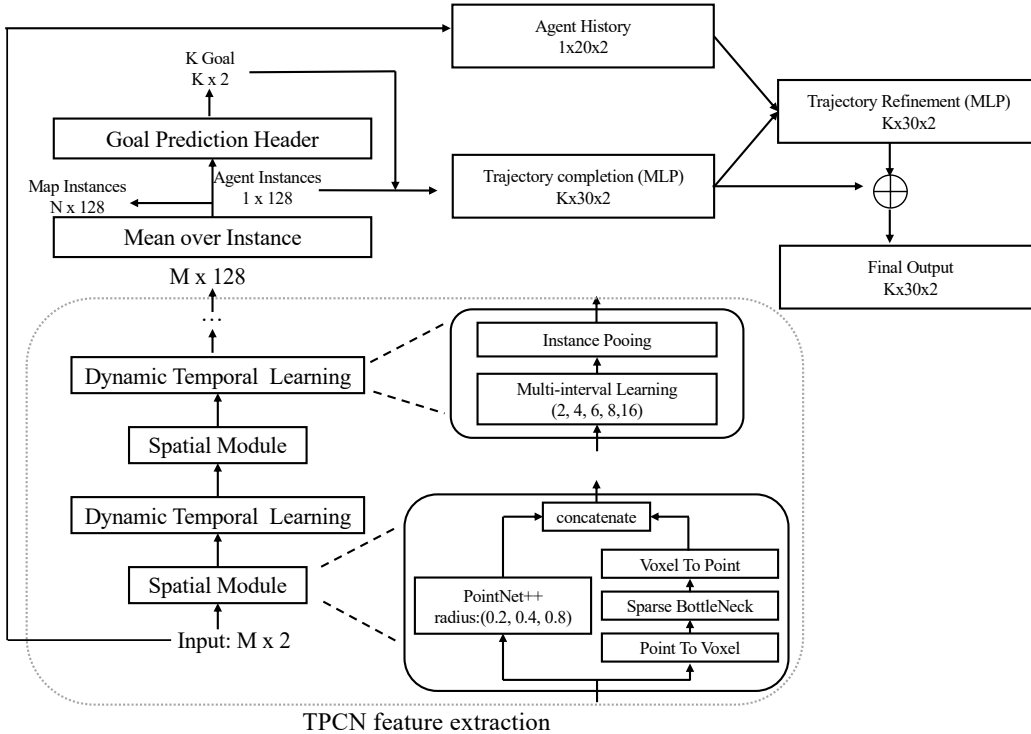 Agent History
1x20x2
K Goal
K x 2
Trajectory Refinement (MLP)
Kx30x2
Goal Prediction Header
Map Instances
N x 128
Agent Instances
1 x 128
Trajectory completion (MLP)
Kx30x2
Mean over Instance
Final Output
Kx30x2
M x 128
...
Instance Pooing
Dynamic Temporal Learning
Multi-interval Learning
(2, 4, 6, 8,16)
Spatial Module
Dynamic Temporal Learning
concatenate
Voxel To Point
Spatial Module
PointNet++
radius:(0.2, 0.4, 0.8)
Sparse BottleNeck
Input: M x 2
Point To Voxel
TPCN feature extraction